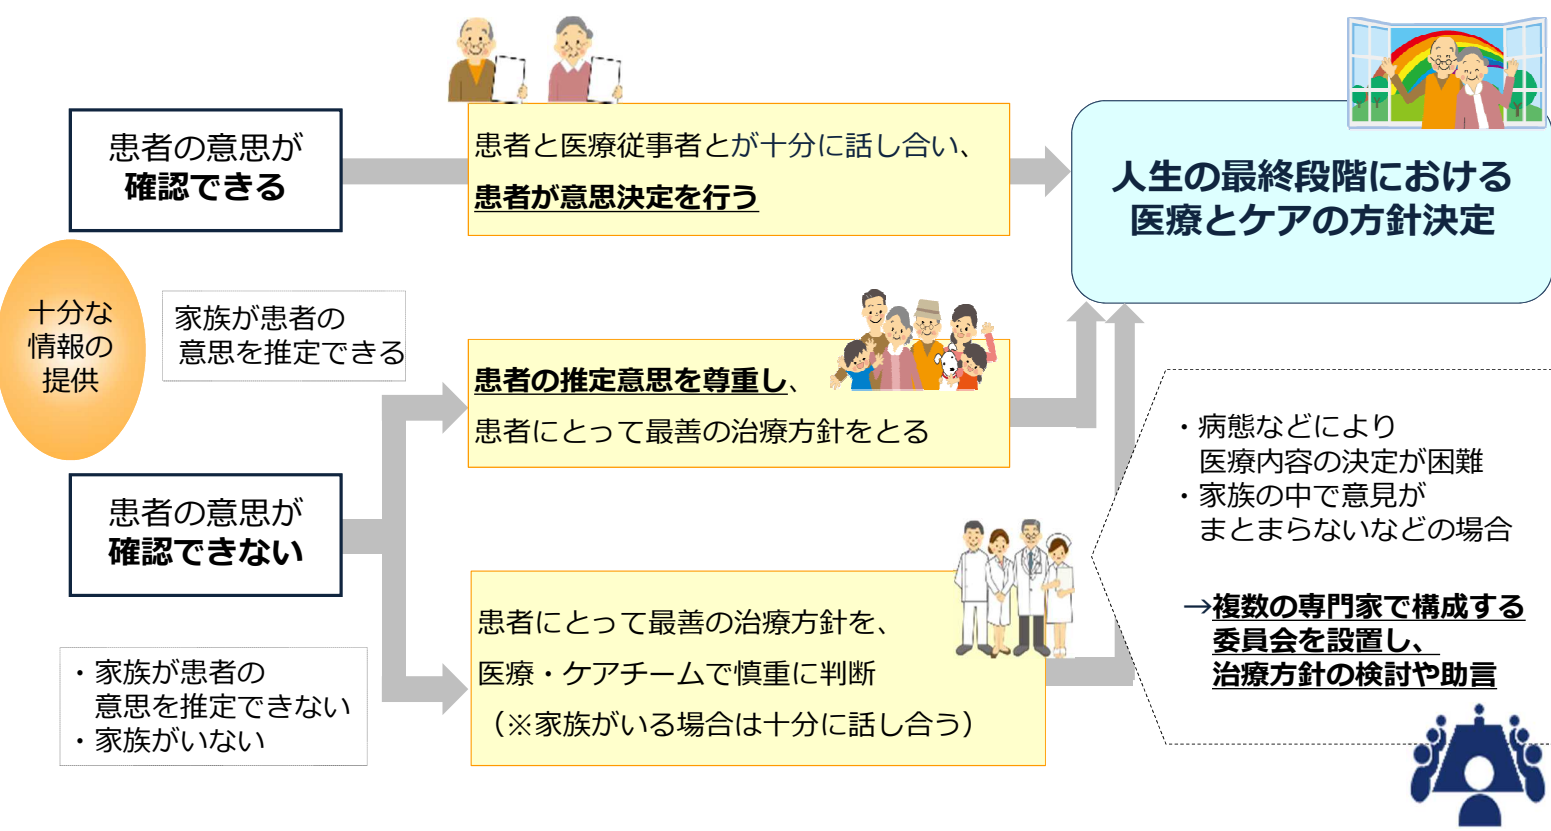 患者の意思が
確認できる
患者と医療従事者とが十分に話し合い、
患者が意思決定を行う
人生の最終段階における
医療とケアの方針決定
十分な
情報の
提供
家族が患者の
意思を推定できる
患者の推定意思を尊重し、
患者にとって最善の治療方針をとる
患者の意思が
確認できない
・家族が患者の
意思を推定できない
・家族がいない
患者にとって最善の治療方針を、
医療・ケアチームで慎重に判断
（※家族がいる場合は十分に話し合う）
・病態などにより
医療内容の決定が困難
・家族の中で意見が
まとまらないなどの場合
→複数の専門家で構成する
委員会を設置し、
治療方針の検討や助言